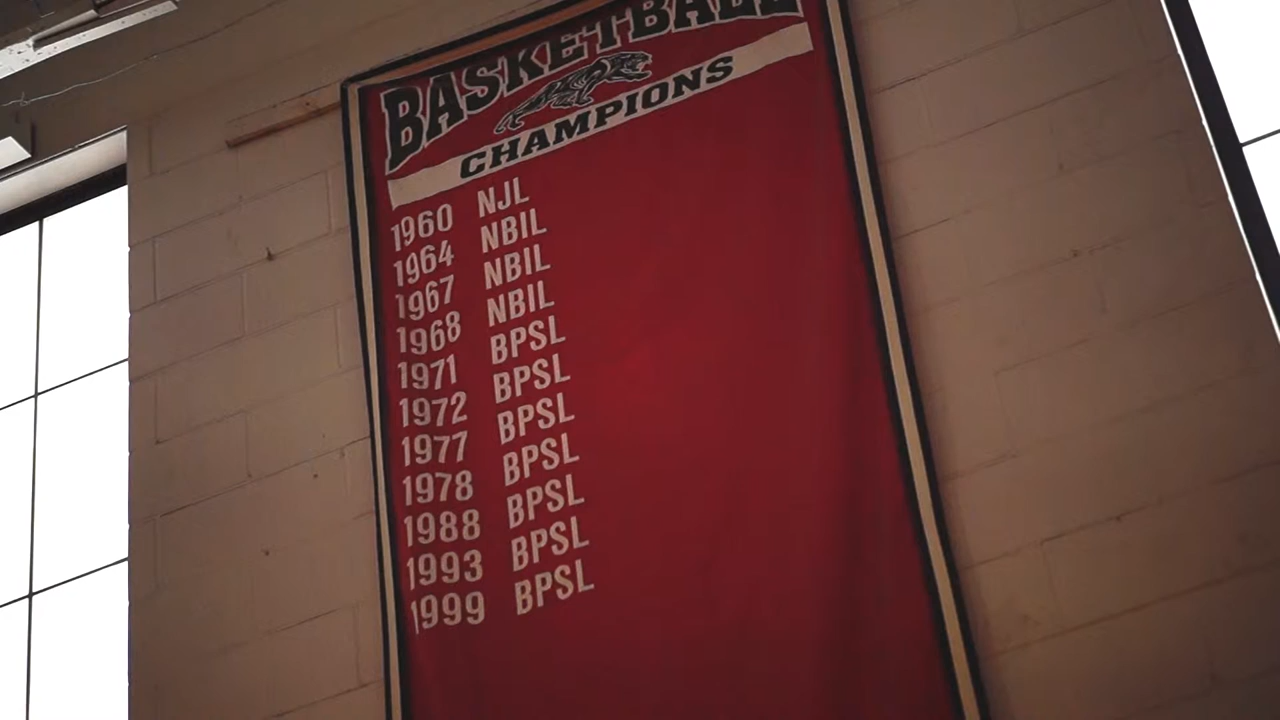 BASKETBALL
CHAMPIONS
1960 NJL
1964 NBIL
1967 NBIL
1968 NBIL
1971 BPSL
1972 BPSL
1977 BPSL
1978 BPSL
1988 BPSL
1993 BPSL
1999 BPSL